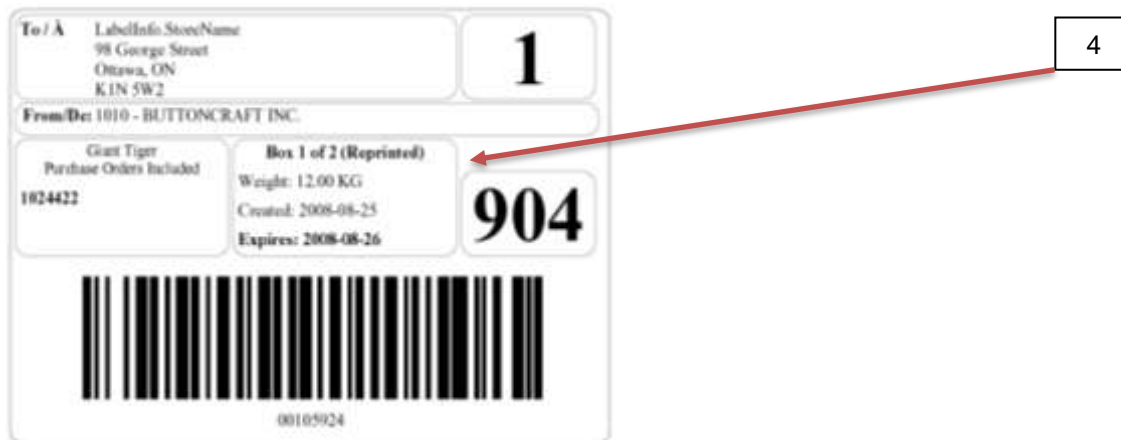 To / À LabelInfo.StoreName
98 George Street
Ottawa, ON
K1N 5W2
1
From/De: 1010 - BUTTONCRAFT INC.
Giant Tiger
Purchase Orders Included
1024422
Box 1 of 2 (Reprinted)
Weight: 12.00 KG
Created: 2008-08-25
Expires: 2008-08-26
904
00105924
4